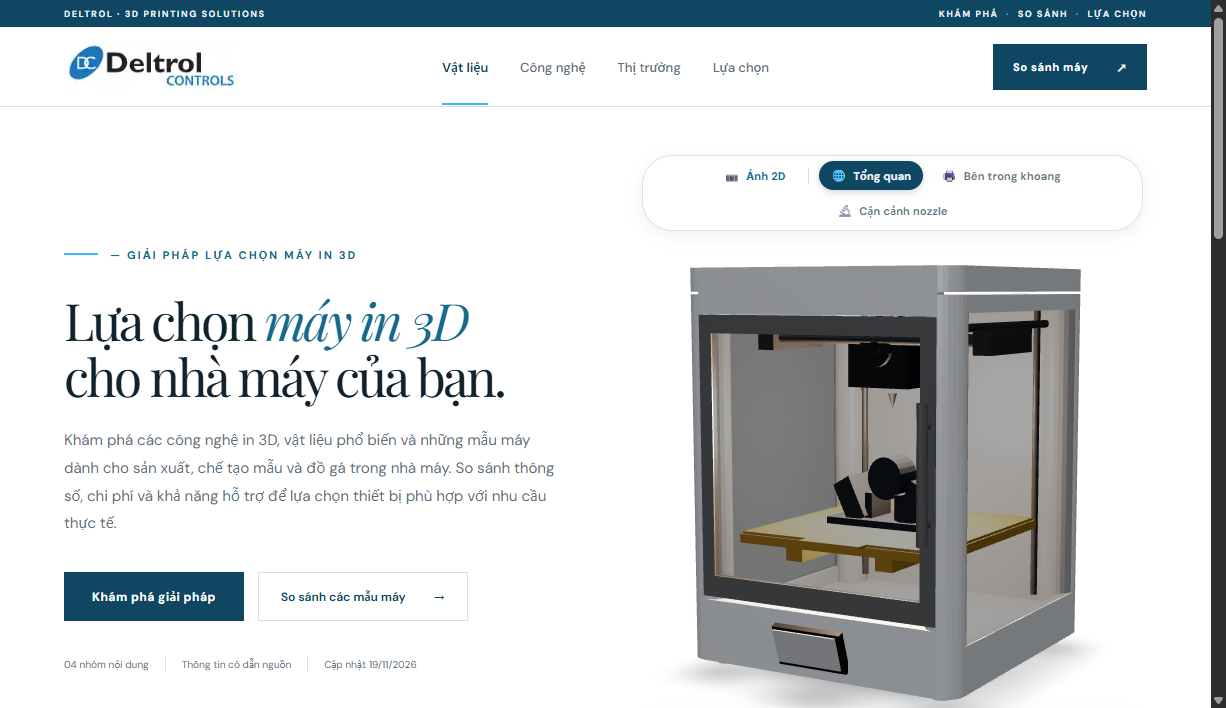 DELTROL · 3D PRINTING SOLUTIONS
KHÁM PHÁ · SO SÁNH · LỰA CHỌN
DC Deltrol
CONTROLS
Vật liệu
Công nghệ
Thị trường
Lựa chọn
So sánh máy ↗
Ảnh 2D
Tổng quan
Bên trong khoang
Cận cảnh nozzle
— GIẢI PHÁP LỰA CHỌN MÁY IN 3D
Lựa chọn máy in 3D
cho nhà máy của bạn.
Khám phá các công nghệ in 3D, vật liệu phổ biến và những mẫu máy
dành cho sản xuất, chế tạo mẫu và đồ gá trong nhà máy. So sánh thông
số, chi phí và khả năng hỗ trợ để lựa chọn thiết bị phù hợp với nhu cầu
thực tế.
Khám phá giải pháp
So sánh các mẫu máy →
04 nhóm nội dung
Thông tin có dẫn nguồn
Cập nhật 19/11/2026